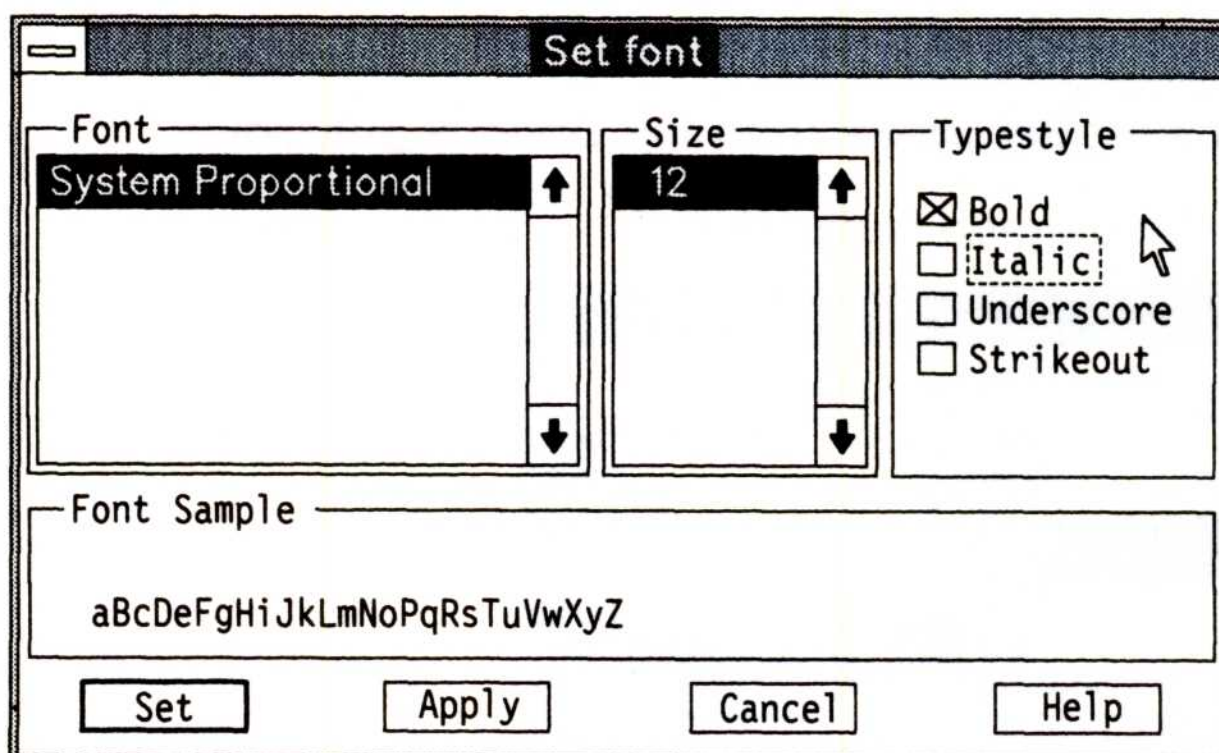 Set font
Font
System Proportional
Size
12
Typestyle
Bold
Italic
Underscore
Strikeout
Font Sample
aBcDeFgHiJkLmNoPqRsTuVwXyZ
Set
Apply
Cancel
Help